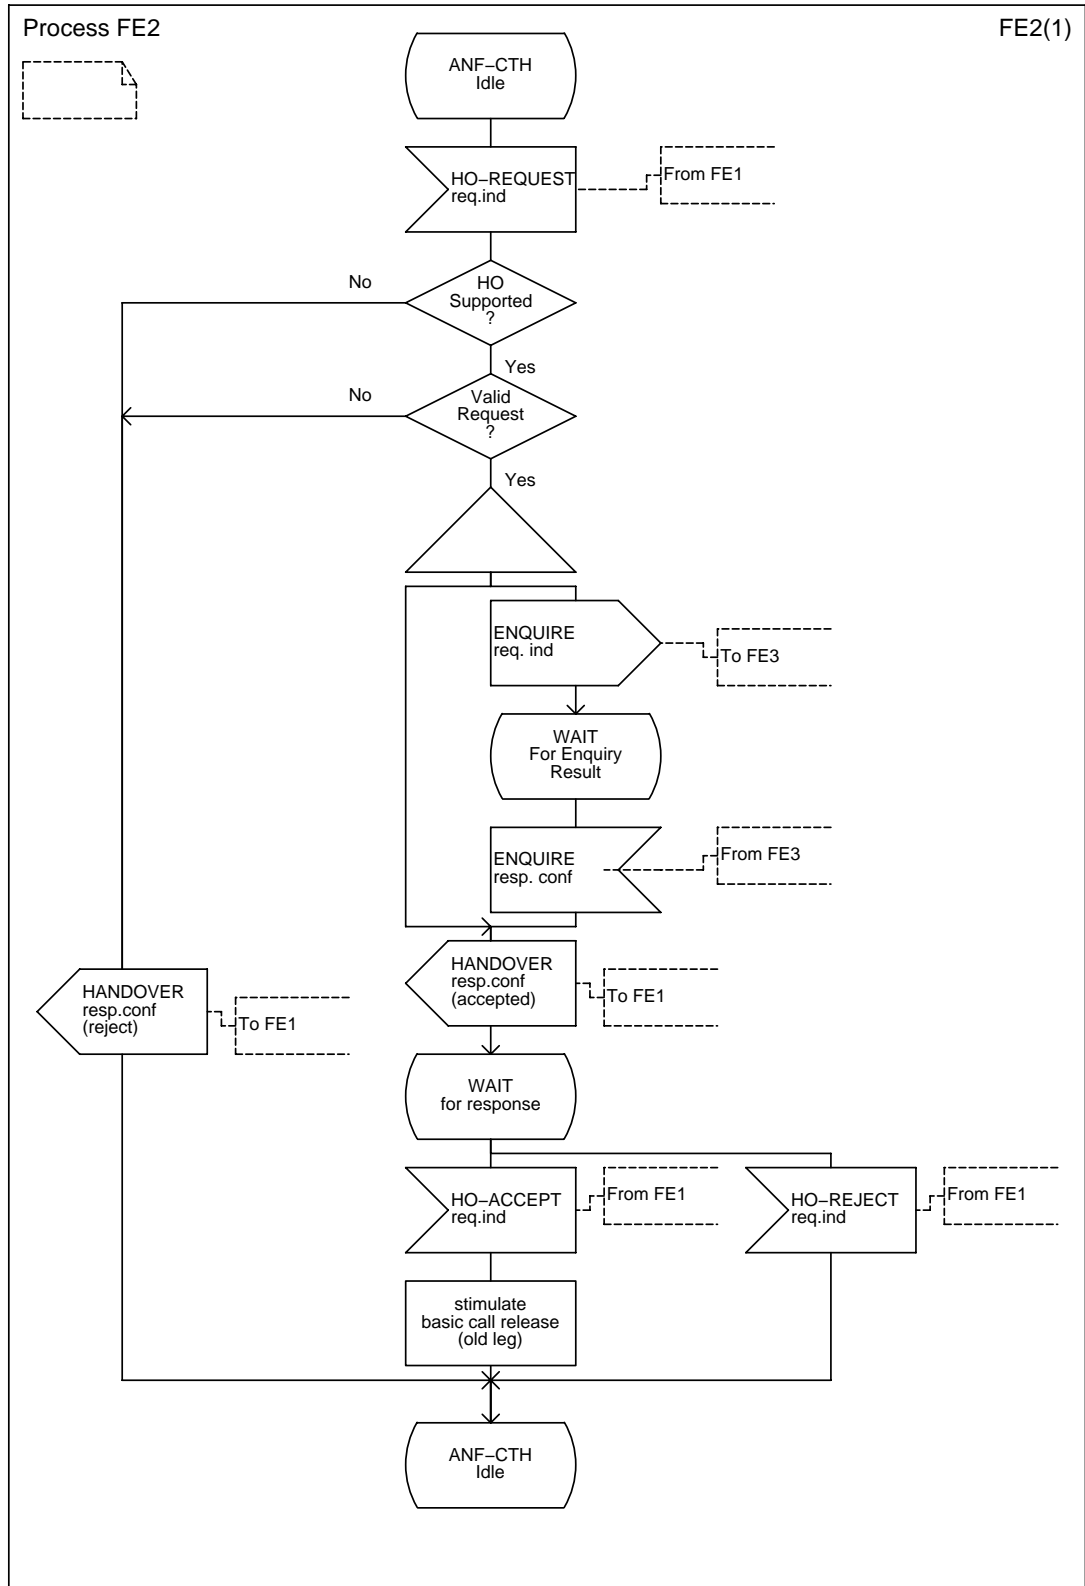 Process FE2
FE2(1)
ANF−CTH
Idle
HO−REQUEST
req.ind
From FE1
No
HO
Supported
?
Yes
No
Valid
Request
?
Yes
ENQUIRE
req. ind
To FE3
WAIT
For Enquiry
Result
ENQUIRE
resp. conf
From FE3
HANDOVER
resp.conf
(accepted)
To FE1
HANDOVER
resp.conf
(reject)
To FE1
WAIT
for response
HO−ACCEPT
req.ind
From FE1
HO−REJECT
req.ind
From FE1
stimulate
basic call release
(old leg)
ANF−CTH
Idle